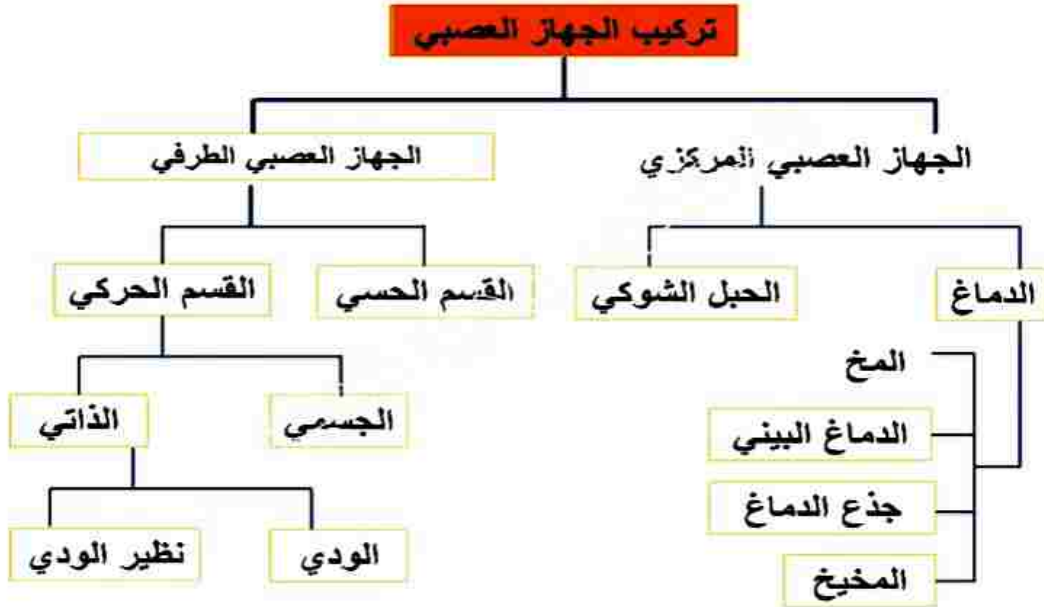 تركيب الجهاز العصبي
الجهاز العصبي المركزي
الجهاز العصبي الطرفي
الدماغ
الحبل الشوكي
القسم الحسي
القسم الحركي
المخ
الدماغ البيني
جذع الدماغ
المخيخ
الجسمي
الذاتي
الودي
نظير الودي